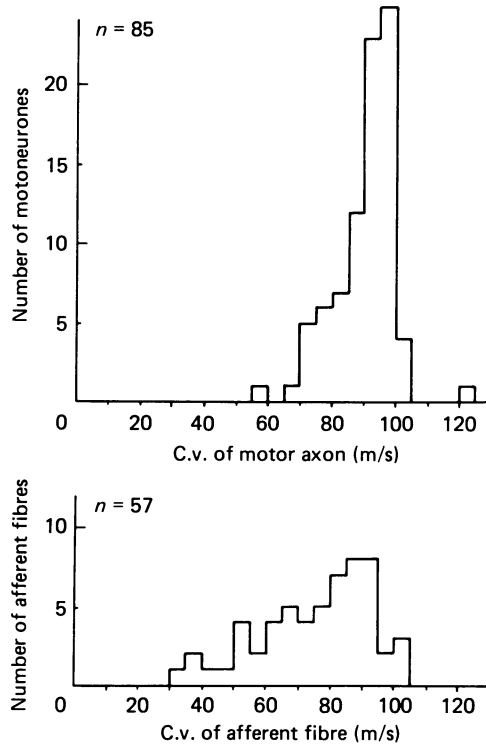 n = 85
Number of motoneurones
20
15
10
5
0 20 40 60 80 100 120
C.v. of motor axon (m/s)
n = 57
Number of afferent fibres
10
5
0 20 40 60 80 100 120
C.v. of afferent fibre (m/s)